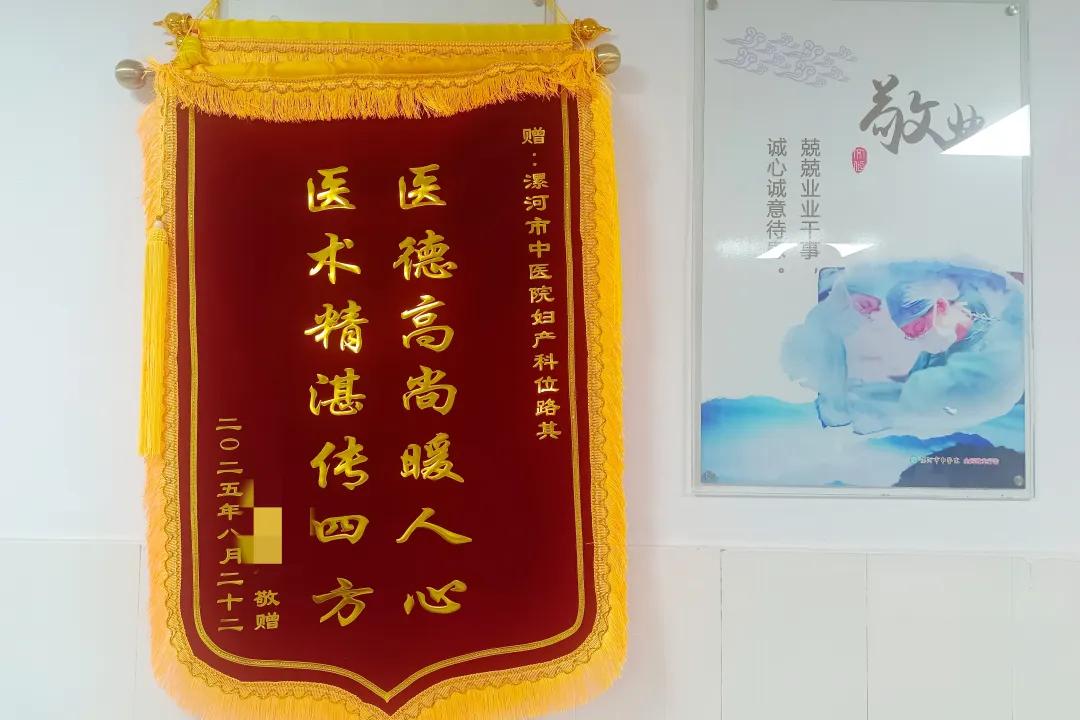 赠：漯河市中医院妇产科位路其
医德高尚暖人心
医术精湛传四方
敬赠
二〇二五年八月二十二
敬业
兢兢业业干事，
诚心诚意待